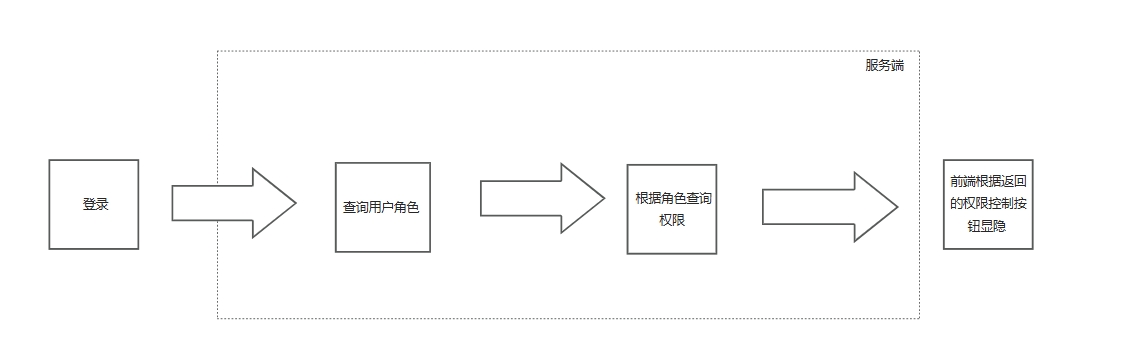 服务端
登录
查询用户角色
根据角色查询
权限
前端根据返回
的权限控制按
钮显隐